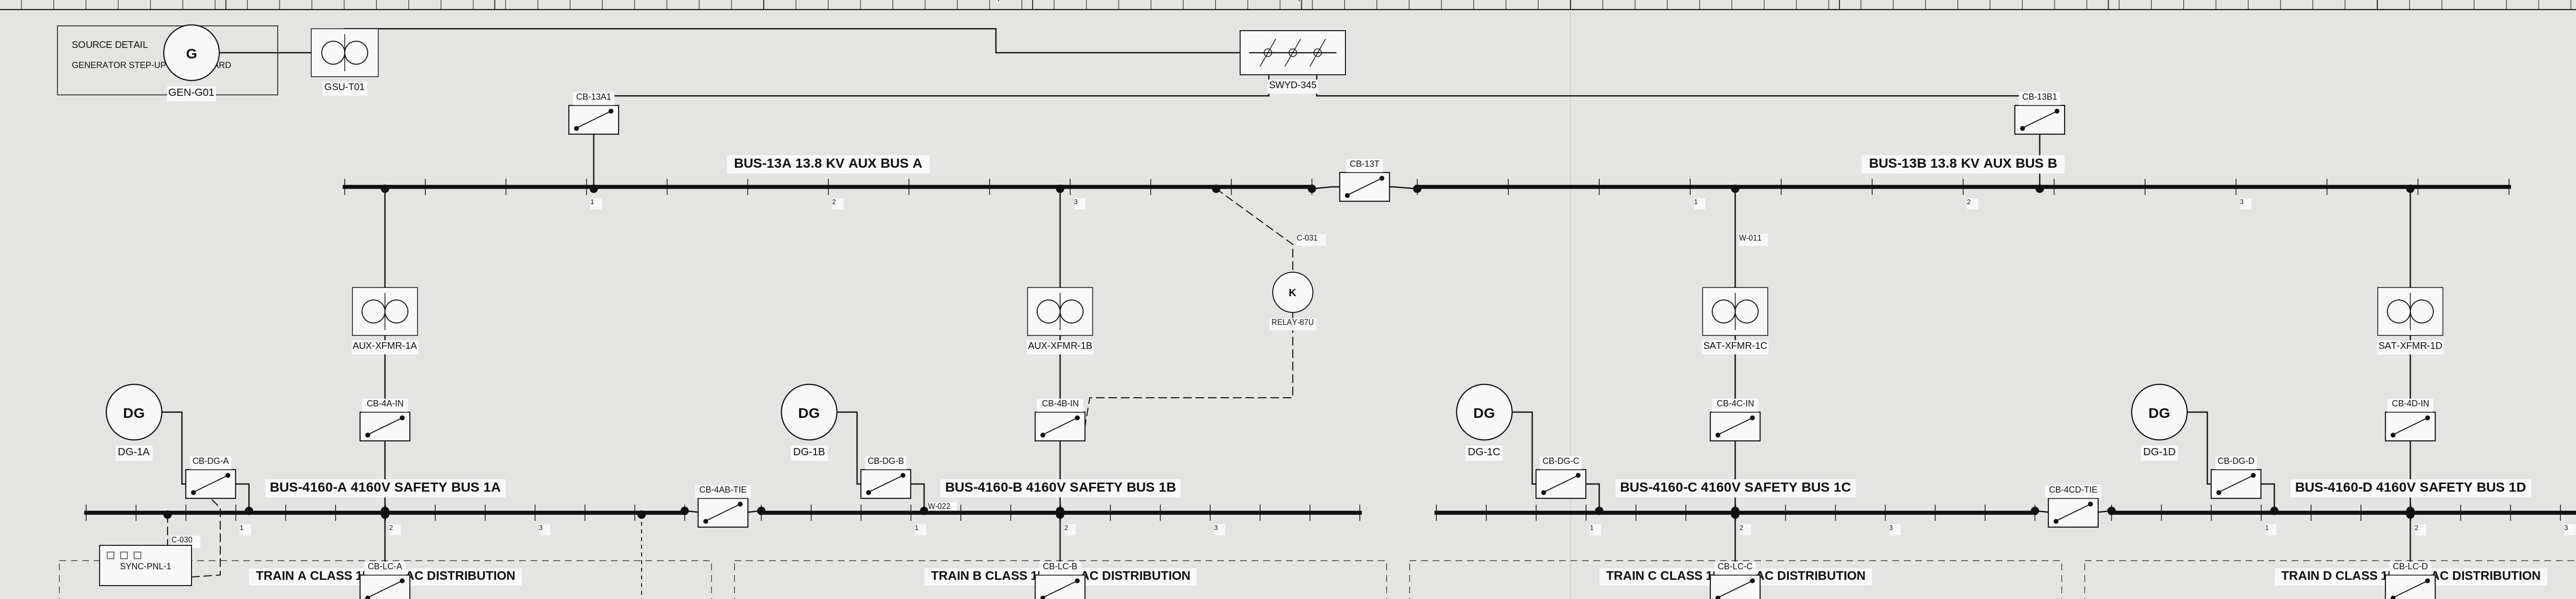 SOURCE DETAIL
G
GENERATOR STEP-UP
GEN-G01
GSU-T01
SWYD-345
CB-13A1
CB-13B1
BUS-13A 13.8 KV AUX BUS A
CB-13T
BUS-13B 13.8 KV AUX BUS B
1
2
3
1
2
3
C-031
W-011
K
RELAY-87U
AUX-XFMR-1A
AUX-XFMR-1B
SAT-XFMR-1C
SAT-XFMR-1D
CB-4A-IN
CB-4B-IN
CB-4C-IN
CB-4D-IN
DG
DG
DG
DG
DG-1A
DG-1B
DG-1C
DG-1D
CB-DG-A
CB-DG-B
CB-DG-C
CB-DG-D
BUS-4160-A 4160V SAFETY BUS 1A
CB-4AB-TIE
BUS-4160-B 4160V SAFETY BUS 1B
BUS-4160-C 4160V SAFETY BUS 1C
CB-4CD-TIE
BUS-4160-D 4160V SAFETY BUS 1D
W-022
1
2
3
1
2
3
1
2
3
1
2
3
C-030
SYNC-PNL-1
CB-LC-A
CB-LC-B
CB-LC-C
CB-LC-D
TRAIN A CLASS AC DISTRIBUTION
TRAIN B CLASS AC DISTRIBUTION
TRAIN C CLASS AC DISTRIBUTION
TRAIN D CLASS AC DISTRIBUTION